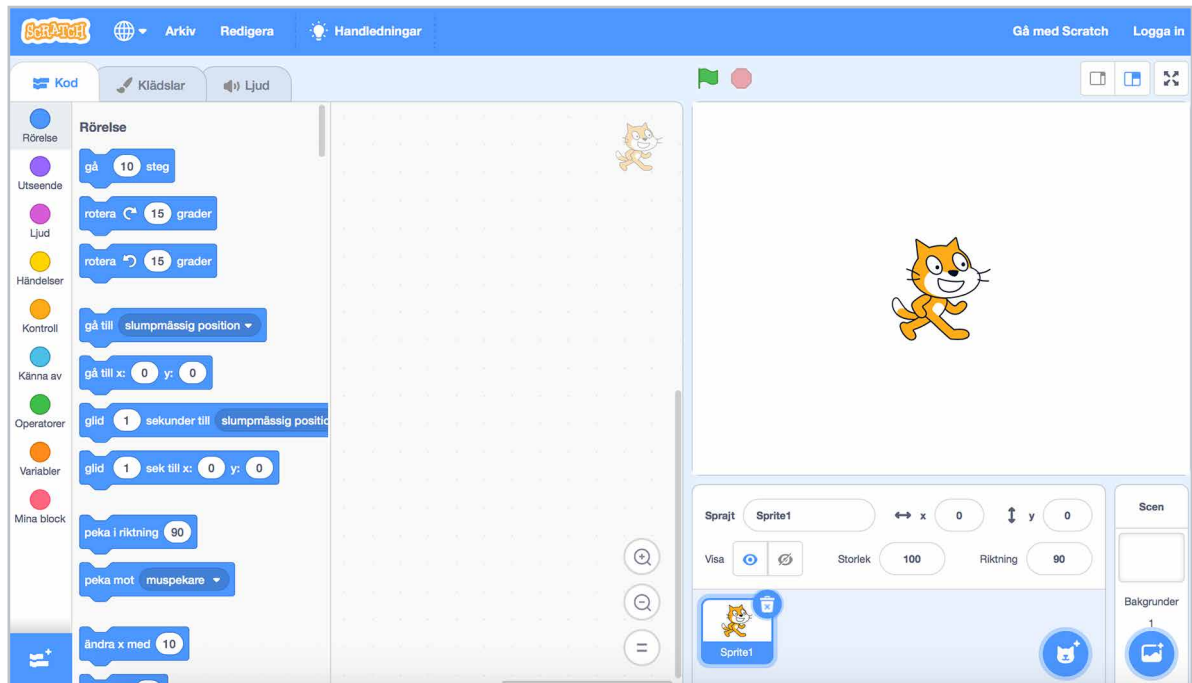 SCRATCH Arkiv Redigera Handledningar Gå med Scratch Logga in
Kod Klädslar Ljud
Rörelse
Utseende
Ljud
Händelser
Kontroll
Känna av
Operatorer
Variabler
Mina block
Rörelse
gå 10 steg
rotera 15 grader
rotera 15 grader
gå till slumpmässig position
gå till x: 0 y: 0
glid 1 sekunder till slumpmässig positio
glid 1 sek till x: 0 y: 0
peka i riktning 90
peka mot muspekare
ändra x med 10
Sprajt Sprite1 x 0 y 0
Visa Storlek 100 Riktning 90
Sprite1
Scen
Bakgrunder
1